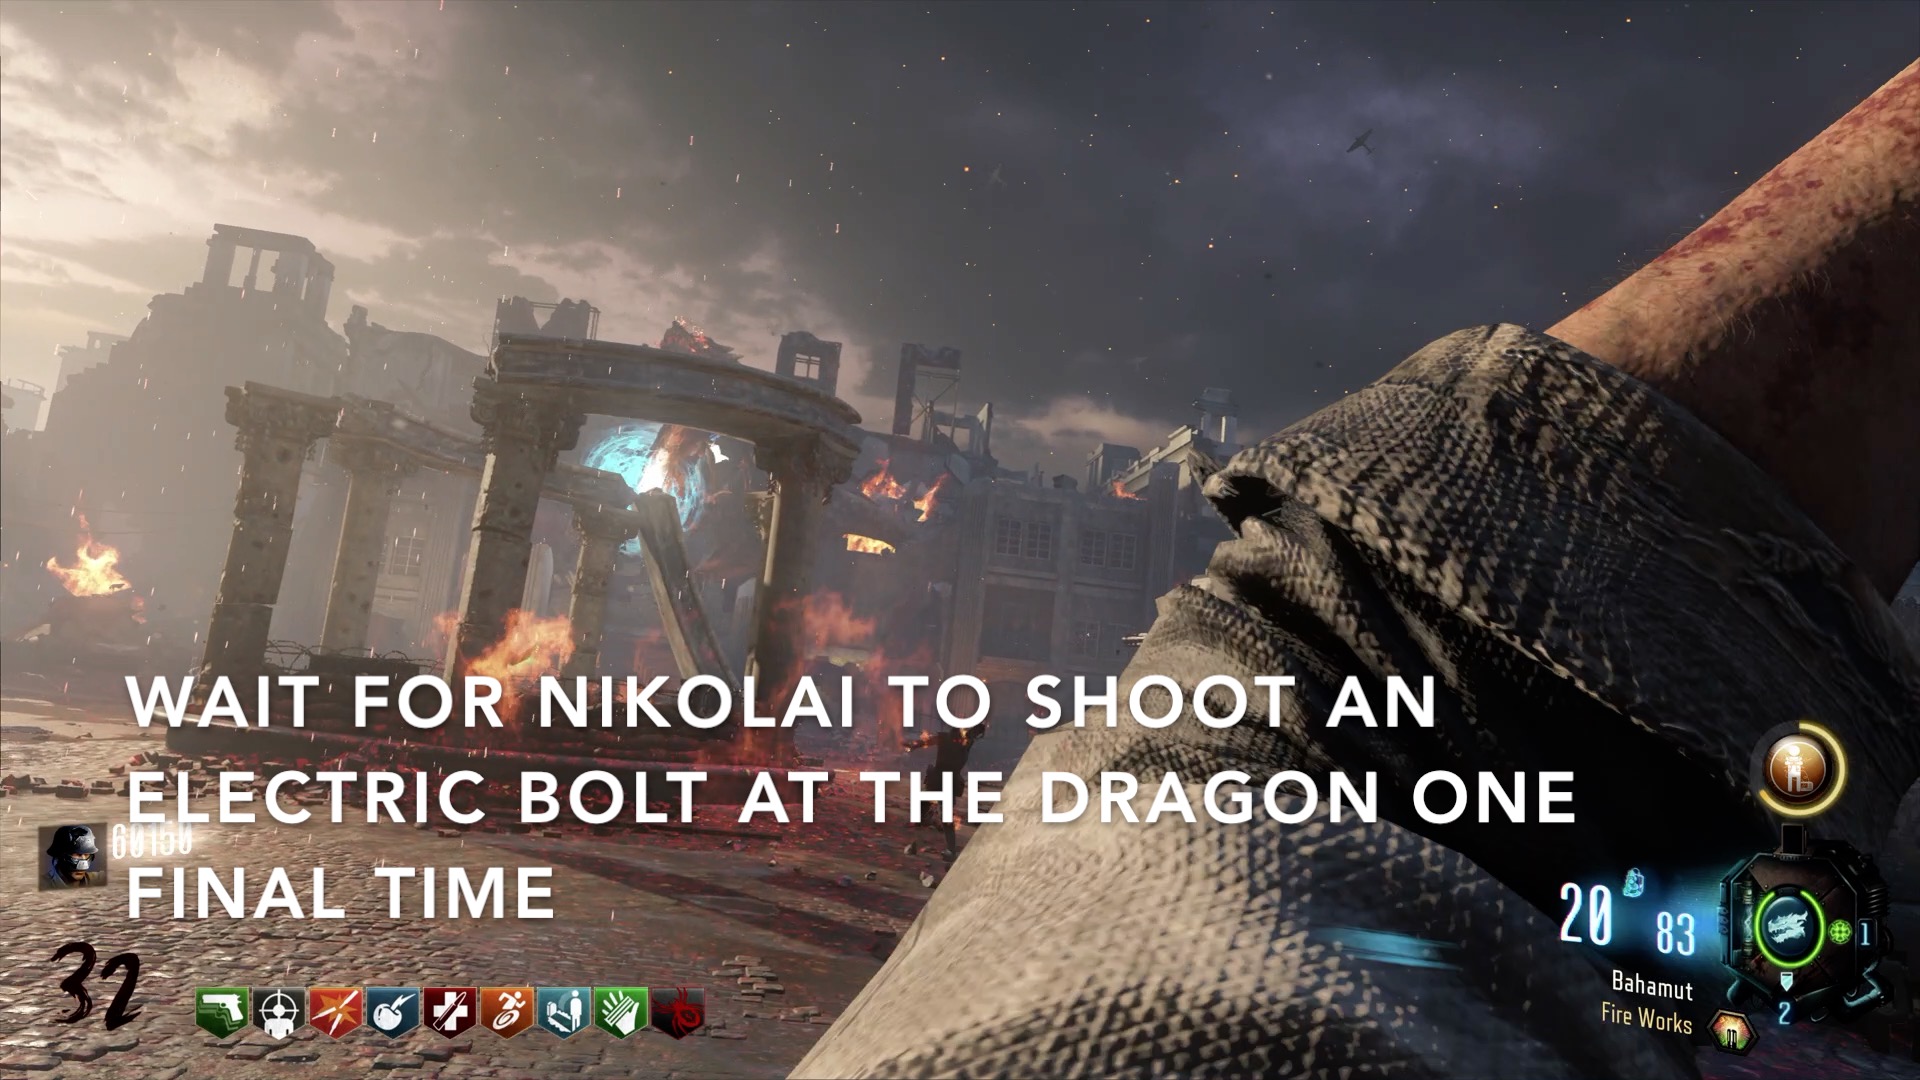 WAIT FOR NIKOLAI TO SHOOT AN
ELECTRIC BOLT AT THE DRAGON ONE
60150
FINAL TIME
32
20 83
1
Bahamut
Fire Works
2